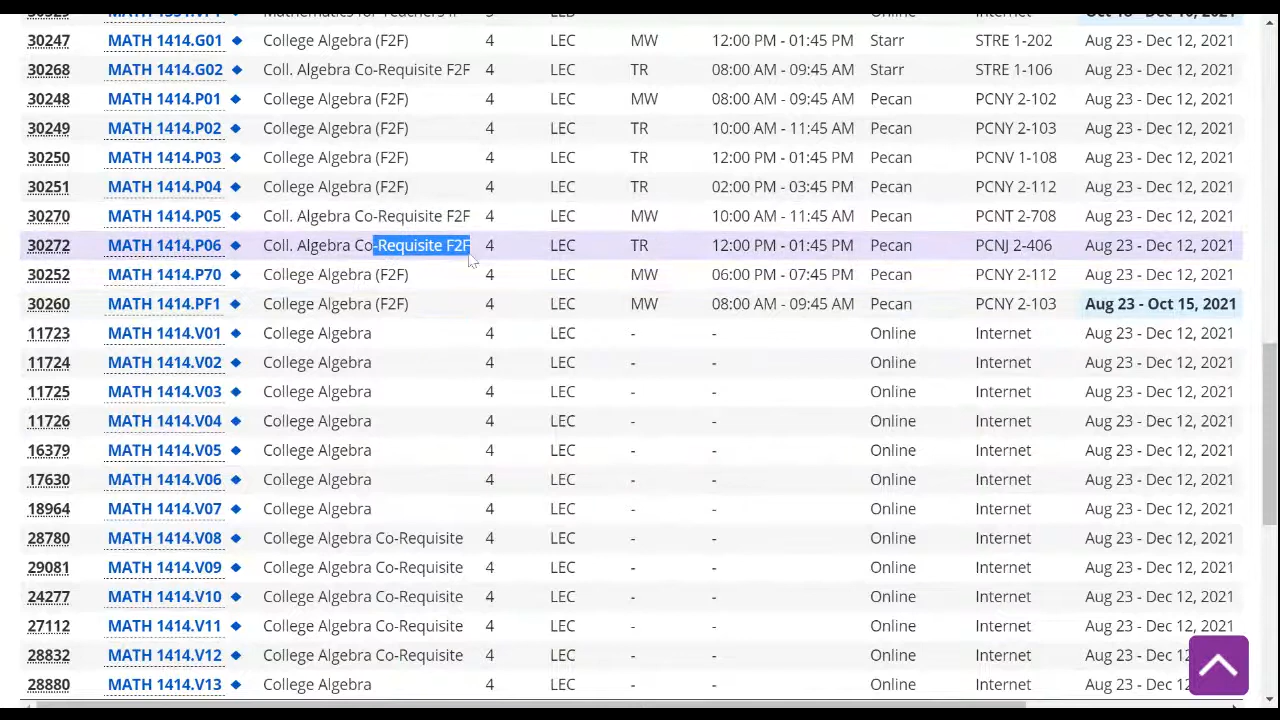 30247 MATH 1414.G01 College Algebra (F2F) 4 LEC MW 12:00 PM - 01:45 PM Starr STRE 1-202 Aug 23 - Dec 12, 2021
30268 MATH 1414.G02 Coll. Algebra Co-Requisite F2F 4 LEC TR 08:00 AM - 09:45 AM Starr STRE 1-106 Aug 23 - Dec 12, 2021
30248 MATH 1414.P01 College Algebra (F2F) 4 LEC MW 08:00 AM - 09:45 AM Pecan PCNY 2-102 Aug 23 - Dec 12, 2021
30249 MATH 1414.P02 College Algebra (F2F) 4 LEC TR 10:00 AM - 11:45 AM Pecan PCNY 2-103 Aug 23 - Dec 12, 2021
30250 MATH 1414.P03 College Algebra (F2F) 4 LEC TR 12:00 PM - 01:45 PM Pecan PCNV 1-108 Aug 23 - Dec 12, 2021
30251 MATH 1414.P04 College Algebra (F2F) 4 LEC TR 02:00 PM - 03:45 PM Pecan PCNY 2-112 Aug 23 - Dec 12, 2021
30270 MATH 1414.P05 Coll. Algebra Co-Requisite F2F 4 LEC MW 10:00 AM - 11:45 AM Pecan PCNT 2-708 Aug 23 - Dec 12, 2021
30272 MATH 1414.P06 Coll. Algebra Co-Requisite F2F 4 LEC TR 12:00 PM - 01:45 PM Pecan PCNJ 2-406 Aug 23 - Dec 12, 2021
30252 MATH 1414.P70 College Algebra (F2F) 4 LEC MW 06:00 PM - 07:45 PM Pecan PCNY 2-112 Aug 23 - Dec 12, 2021
30260 MATH 1414.PF1 College Algebra (F2F) 4 LEC MW 08:00 AM - 09:45 AM Pecan PCNY 2-103 Aug 23 - Oct 15, 2021
11723 MATH 1414.V01 College Algebra 4 LEC - - Online Internet Aug 23 - Dec 12, 2021
11724 MATH 1414.V02 College Algebra 4 LEC - - Online Internet Aug 23 - Dec 12, 2021
11725 MATH 1414.V03 College Algebra 4 LEC - - Online Internet Aug 23 - Dec 12, 2021
11726 MATH 1414.V04 College Algebra 4 LEC - - Online Internet Aug 23 - Dec 12, 2021
16379 MATH 1414.V05 College Algebra 4 LEC - - Online Internet Aug 23 - Dec 12, 2021
17630 MATH 1414.V06 College Algebra 4 LEC - - Online Internet Aug 23 - Dec 12, 2021
18964 MATH 1414.V07 College Algebra 4 LEC - - Online Internet Aug 23 - Dec 12, 2021
28780 MATH 1414.V08 College Algebra Co-Requisite 4 LEC - - Online Internet Aug 23 - Dec 12, 2021
29081 MATH 1414.V09 College Algebra Co-Requisite 4 LEC - - Online Internet Aug 23 - Dec 12, 2021
24277 MATH 1414.V10 College Algebra Co-Requisite 4 LEC - - Online Internet Aug 23 - Dec 12, 2021
27112 MATH 1414.V11 College Algebra Co-Requisite 4 LEC - - Online Internet Aug 23 - Dec 12, 2021
28832 MATH 1414.V12 College Algebra Co-Requisite 4 LEC - - Online Internet Aug 23 - Dec 12
28880 MATH 1414.V13 College Algebra 4 LEC - - Online Internet Aug 23 - Dec 12